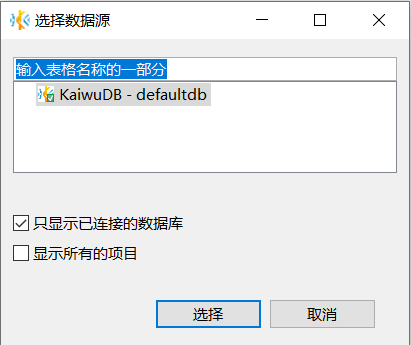 选择数据源
输入表格名称的一部分
KaiwuDB - defaultdb
只显示已连接的数据库
显示所有的项目
选择
取消